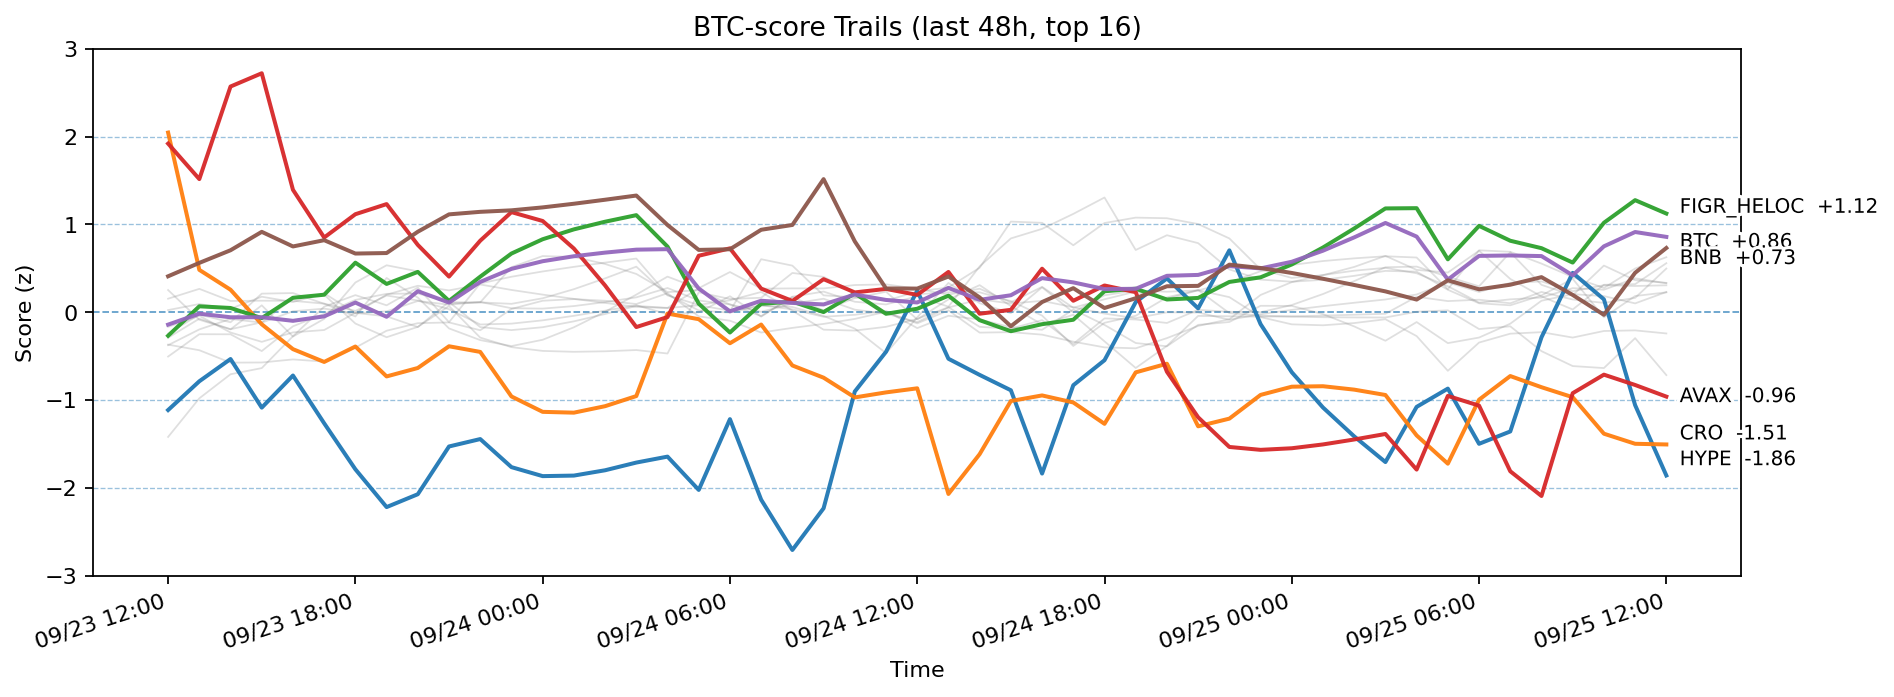 BTC-score Trails (last 48h, top 16)
Score (z)
3
2
1
0
−1
−2
−3
FIGR_HELOC +1.12
BTC +0.86
BNB +0.73
AVAX -0.96
CRO -1.51
HYPE -1.86
09/23 12:00
09/23 18:00
09/24 00:00
09/24 06:00
09/24 12:00
09/24 18:00
09/25 00:00
09/25 06:00
09/25 12:00
Time